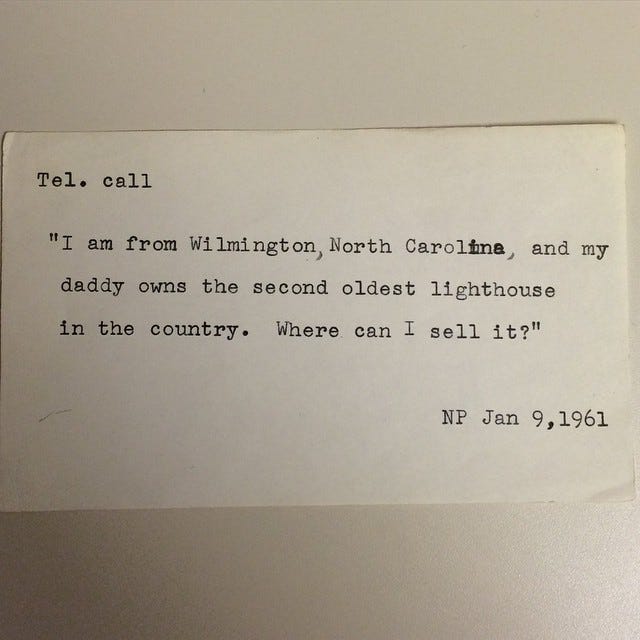 Tel. call
"I am from Wilmington, North Carolina, and my
daddy owns the second oldest lighthouse
in the country. Where can I sell it?"
NP Jan 9,1961